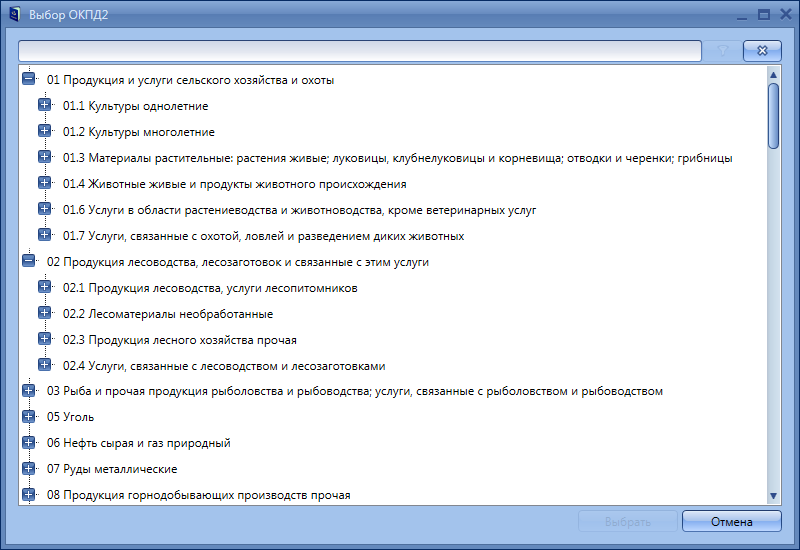 Выбор ОКПД2
01 Продукция и услуги сельского хозяйства и охоты
01.1 Культуры однолетние
01.2 Культуры многолетние
01.3 Материалы растительные: растения живые; луковицы, клубнелуковицы и корневища; отводки и черенки; грибницы
01.4 Животные живые и продукты животного происхождения
01.6 Услуги в области растениеводства и животноводства, кроме ветеринарных услуг
01.7 Услуги, связанные с охотой, ловлей и разведением диких животных
02 Продукция лесоводства, лесозаготовок и связанные с этим услуги
02.1 Продукция лесоводства, услуги лесопитомников
02.2 Лесоматериалы необработанные
02.3 Продукция лесного хозяйства прочая
02.4 Услуги, связанные с лесоводством и лесозаготовками
03 Рыба и прочая продукция рыболовства и рыбоводства; услуги, связанные с рыболовством и рыбоводством
05 Уголь
06 Нефть сырая и газ природный
07 Руды металлические
08 Продукция горнодобывающих производств прочая
Выбрать
Отмена